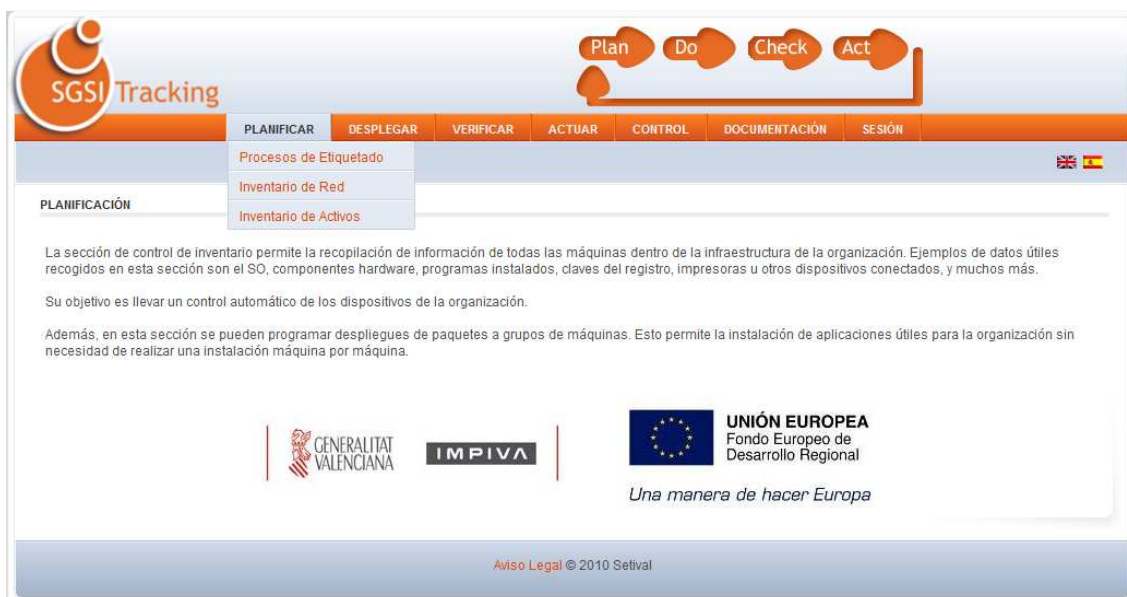 Plan Do Check Act
SGSI Tracking
PLANIFICAR DESPLEGAR VERIFICAR ACTUAR CONTROL DOCUMENTACIÓN SESIÓN
Procesos de Etiquetado
Inventario de Red
Inventario de Activos
PLANIFICACIÓN
La sección de control de inventario permite la recopilación de información de todas las máquinas dentro de la infraestructura de la organización. Ejemplos de datos útiles
recogidos en esta sección son el SO, componentes hardware, programas instalados, claves del registro, impresoras u otros dispositivos conectados, y muchos más.
Su objetivo es llevar un control automático de los dispositivos de la organización.
Además, en esta sección se pueden programar despliegues de paquetes a grupos de máquinas. Esto permite la instalación de aplicaciones útiles para la organización sin
necesidad de realizar una instalación máquina por máquina.
GENERALITAT
VALENCIANA
IMPIVA
UNIÓN EUROPEA
Fondo Europeo de
Desarrollo Regional
Una manera de hacer Europa
Aviso Legal © 2010 Setival